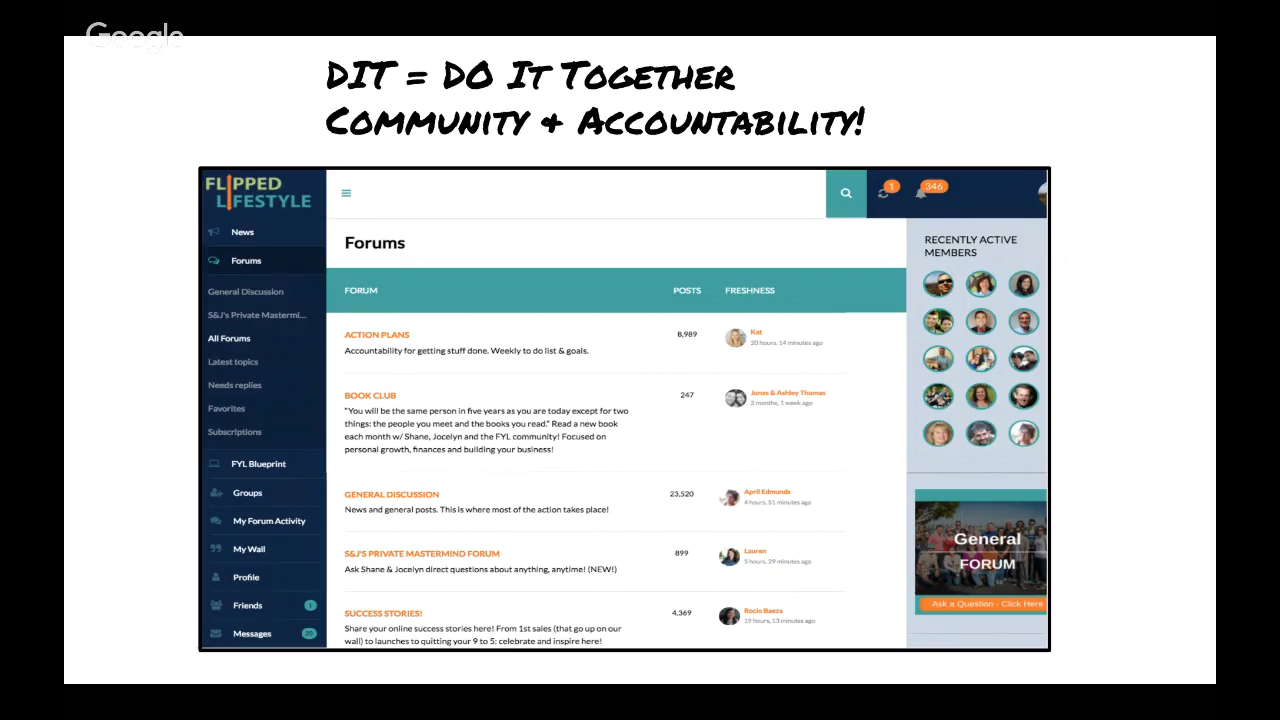 Google
DIT = DO IT TOGETHER
COMMUNITY & ACCOUNTABILITY!
FLIPPED
LIFESTYLE
News
Forums
General Discussion
S&J's Private Mastermi...
All Forums
Latest topics
Needs replies
Favorites
Subscriptions
FYL Blueprint
Groups
My Forum Activity
My Wall
Profile
Friends 1
Messages 20
1 346
Forums
FORUM POSTS FRESHNESS
ACTION PLANS 8,989 Kat
20 hours, 14 minutes ago
Accountability for getting stuff done. Weekly to do list & goals.
BOOK CLUB 247 Jonas & Ashley Thomas
2 months, 1 week ago
"You will be the same person in five years as you are today except for two
things: the people you meet and the books you read." Read a new book
each month w/ Shane, Jocelyn and the FYL community! Focused on
personal growth, finances and building your business!
GENERAL DISCUSSION 23,520 April Edmunds
4 hours, 51 minutes ago
News and general posts. This is where most of the action takes place!
S&J'S PRIVATE MASTERMIND FORUM 899 Lauren
5 hours, 29 minutes ago
Ask Shane & Jocelyn direct questions about anything, anytime! (NEW!)
SUCCESS STORIES! 4,369 Rocio Baeza
19 hours, 13 minutes ago
Share your online success stories here! From 1st sales (that go up on our
wall) to launches to quitting your 9 to 5: celebrate and inspire here!
RECENTLY ACTIVE
MEMBERS
General
FORUM
Ask a Question - Click Here